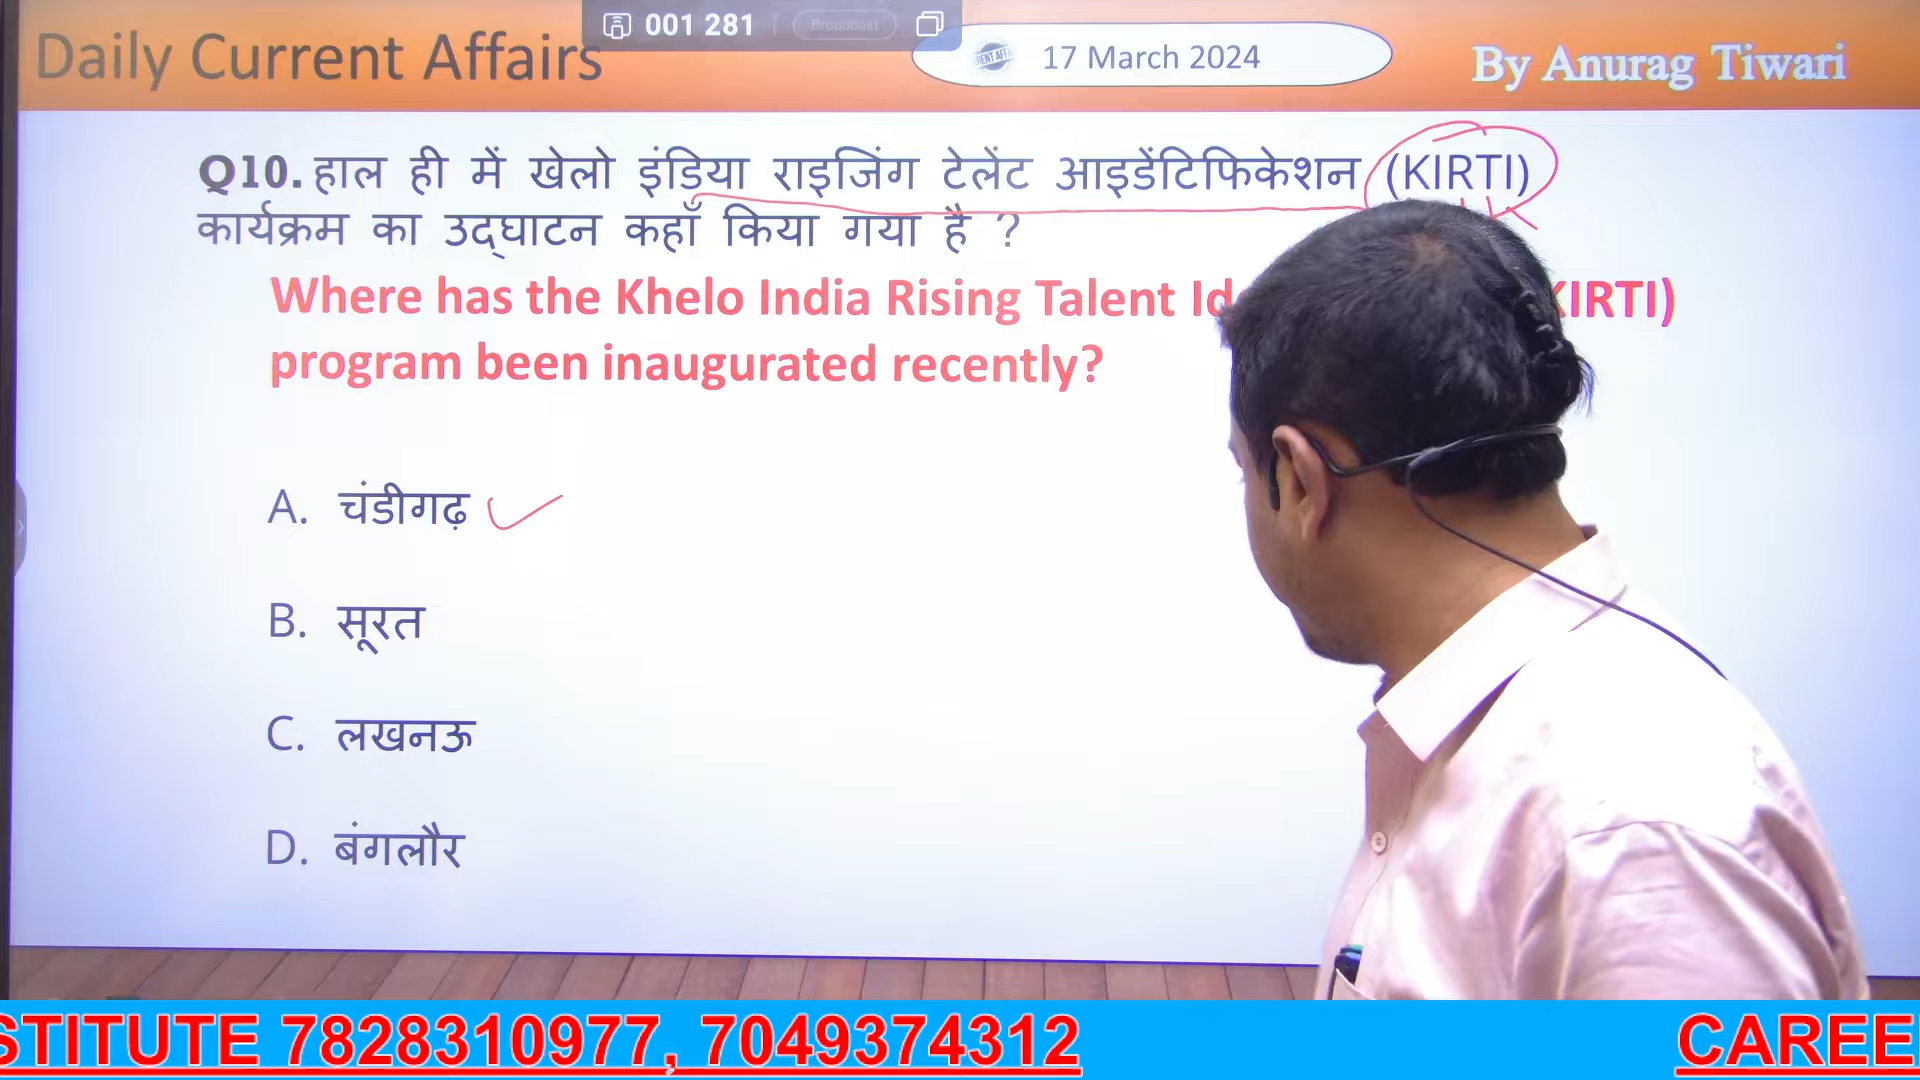 001 281
Broadcast
Daily Current Affairs
17 March 2024
By Anurag Tiwari
Q10. हाल ही में खेलो इंडिया राइजिंग टेलेंट आइडेंटिफिकेशन (KIRTI)
कार्यक्रम का उद्घाटन कहाँ किया गया है ?
Where has the Khelo India Rising Talent KIRTI)
program been inaugurated recently?
A. चंडीगढ़
B. सूरत
C. लखनऊ
D. बंगलौर
STITUTE 7828310977, 7049374312
CAREE